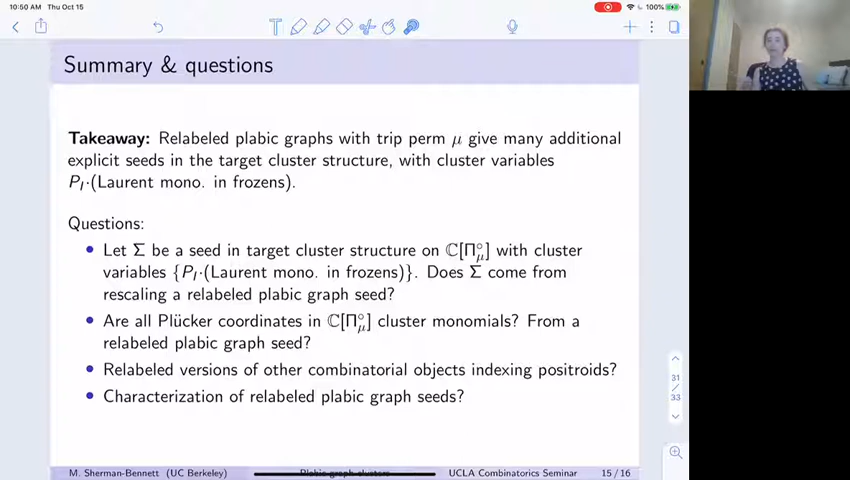 10:50 AM Thu Oct 15
100%
Summary & questions
Takeaway: Relabeled plabic graphs with trip perm μ give many additional
explicit seeds in the target cluster structure, with cluster variables
P_I·(Laurent mono. in frozens).
Questions:
• Let Σ be a seed in target cluster structure on ℂ[Π°_μ] with cluster
variables {P_I·(Laurent mono. in frozens)}. Does Σ come from
rescaling a relabeled plabic graph seed?
• Are all Plücker coordinates in ℂ[Π°_μ] cluster monomials? From a
relabeled plabic graph seed?
• Relabeled versions of other combinatorial objects indexing positroids?
• Characterization of relabeled plabic graph seeds?
31
/
33
M. Sherman-Bennett (UC Berkeley) Plabic graph clusters UCLA Combinatorics Seminar 15 / 16